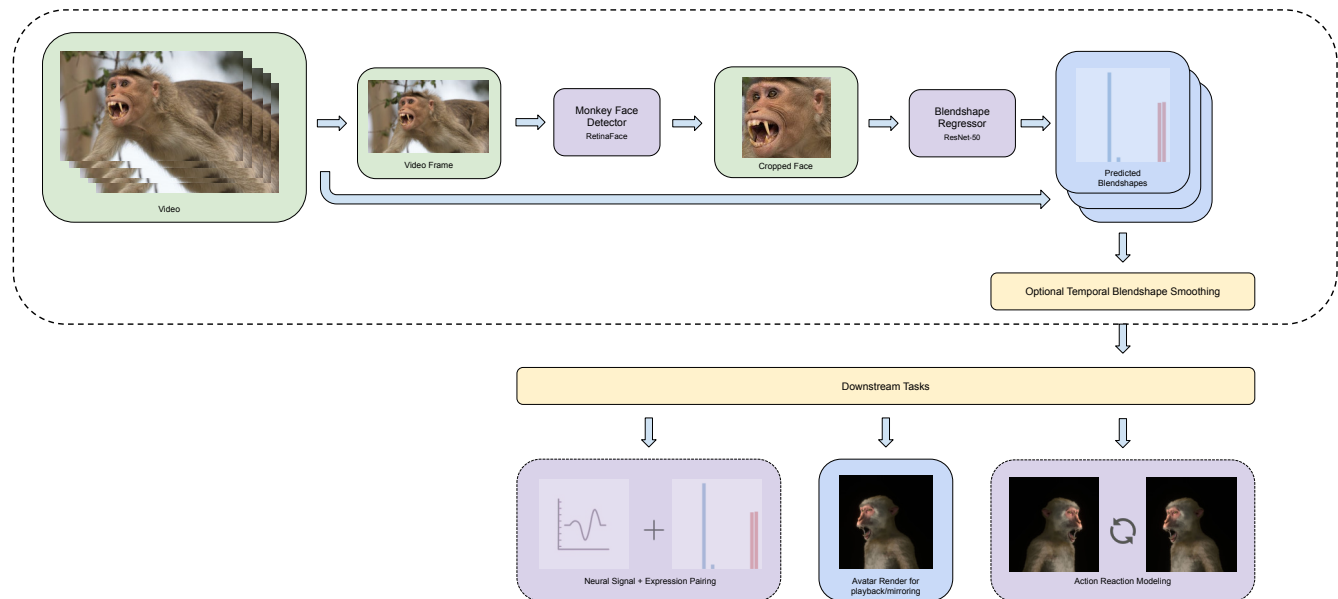 Video
Video Frame
Monkey Face
Detector
RetinaFace
Cropped Face
Blendshape
Regressor
ResNet-50
Predicted
Blendshapes
Optional Temporal Blendshape Smoothing
Downstream Tasks
Neural Signal + Expression Pairing
Avatar Render for
playback/mirroring
Action Reaction Modeling